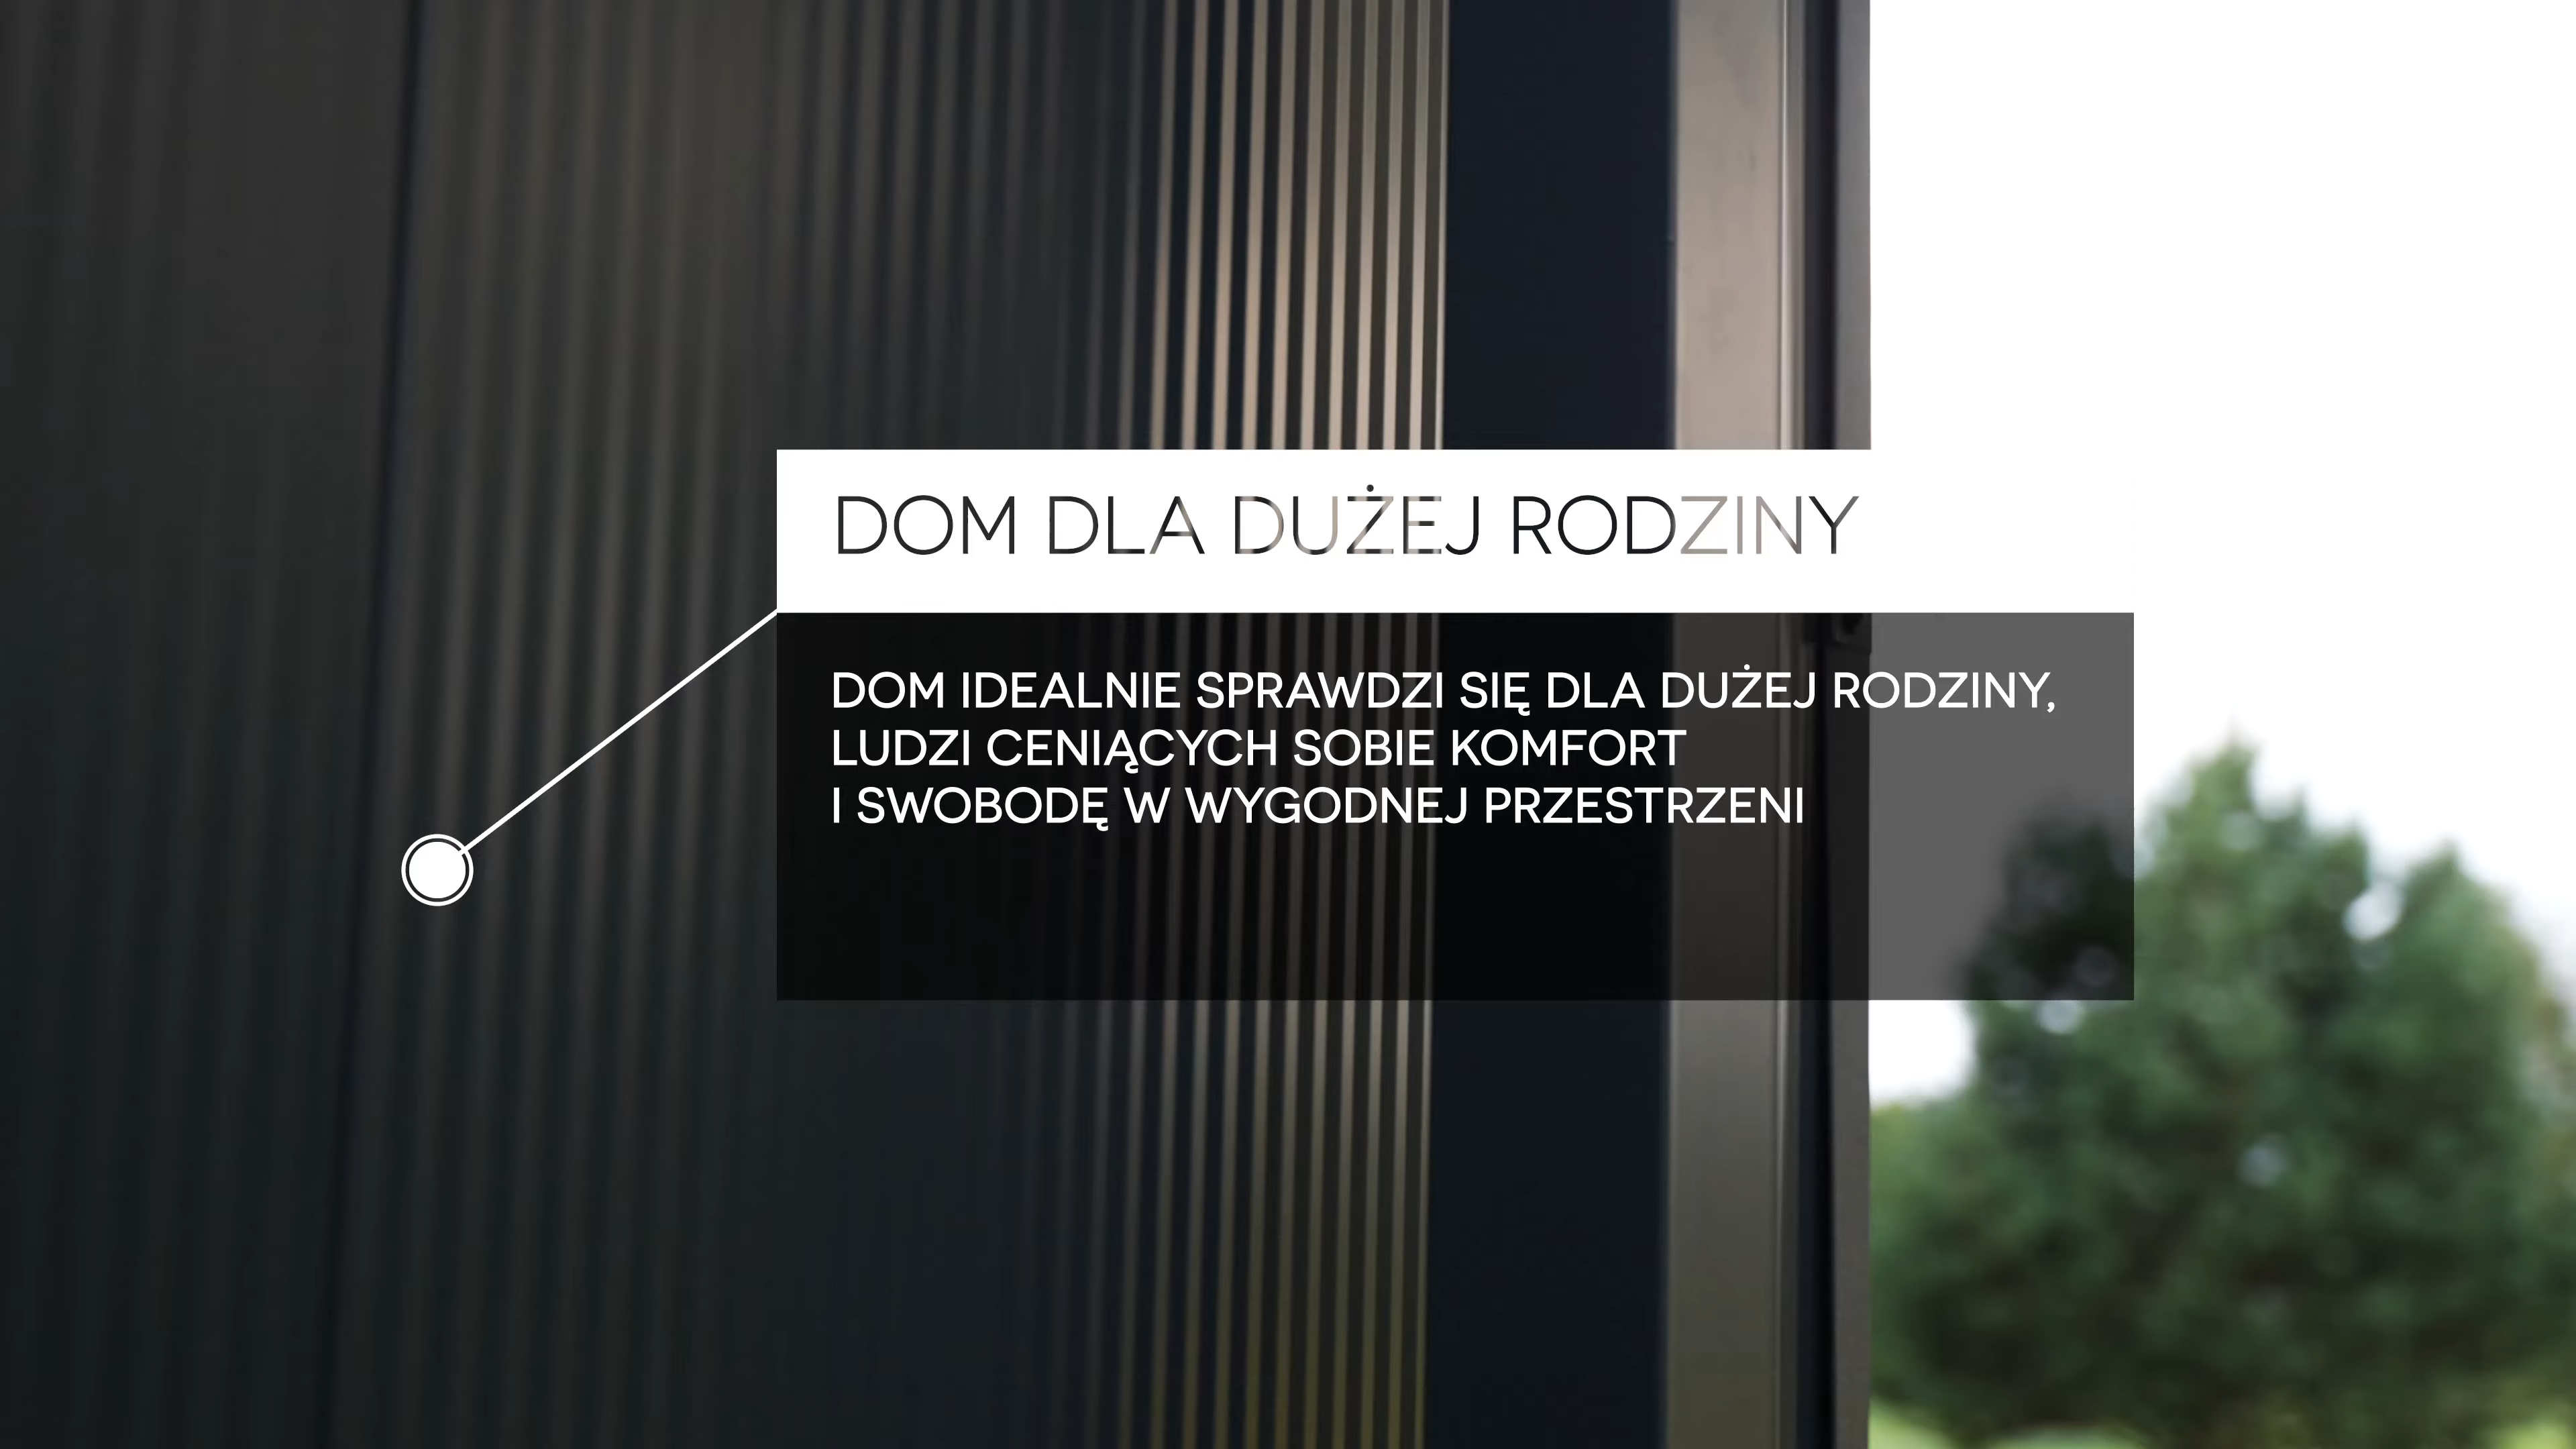 DOM DLA DUŻEJ RODZINY
DOM IDEALNIE SPRAWDZI SIĘ DLA DUŻEJ RODZINY,
LUDZI CENIĄCYCH SOBIE KOMFORT
I SWOBODĘ W WYGODNEJ PRZESTRZENI